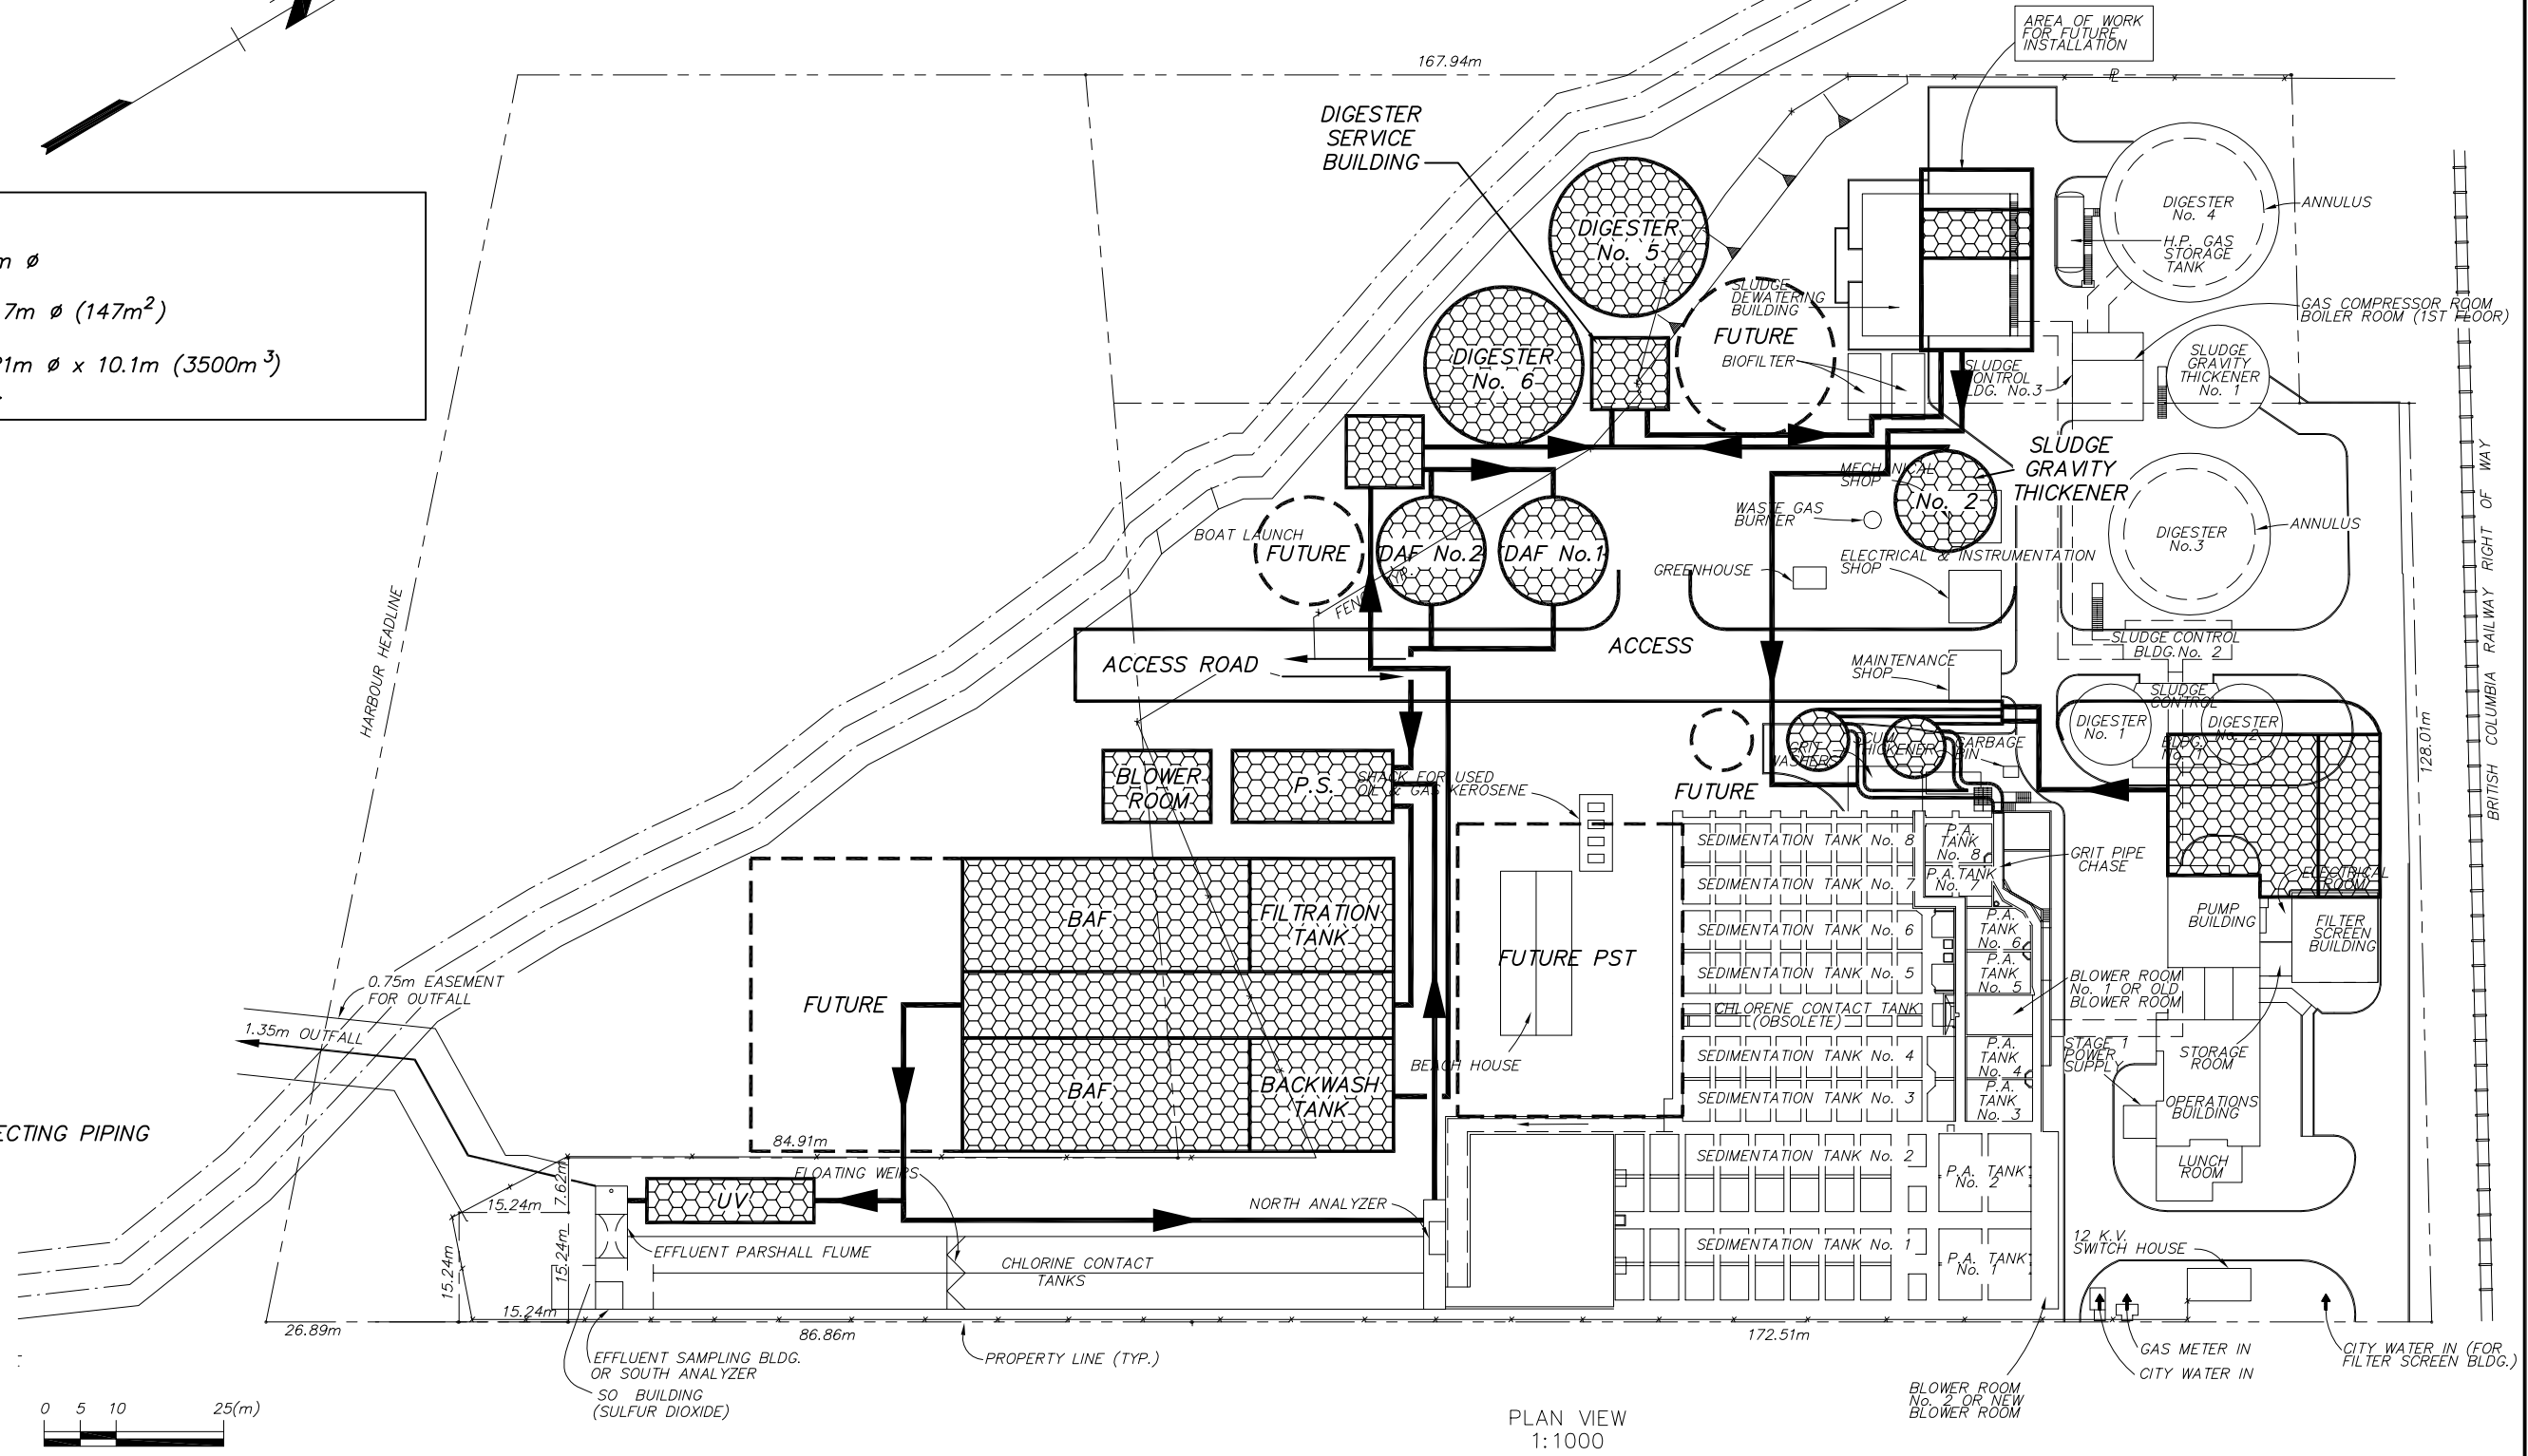 AREA OF WORK
FOR FUTURE
INSTALLATION
167.94m
DIGESTER
SERVICE
BUILDING
DIGESTER
No. 5
DIGESTER
No. 6
DIGESTER
No. 4
ANNULUS
H.P. GAS
STORAGE
TANK
GAS COMPRESSOR ROOM
BOILER ROOM (1ST FLOOR)
SLUDGE
DEWATERING
BUILDING
FUTURE
BIOFILTER
SLUDGE
CONTROL
BLDG. No.3
SLUDGE
GRAVITY
THICKENER
No. 1
m ø
7m ø (147m²)
21m ø x 10.1m (3500m³)
SLUDGE
GRAVITY
THICKENER
No. 2
MECHANICAL
SHOP
WASTE GAS
BURNER
ELECTRICAL & INSTRUMENTATION
SHOP
GREENHOUSE
DIGESTER
No.3
ANNULUS
BRITISH COLUMBIA RAILWAY RIGHT OF WAY
BOAT LAUNCH
FUTURE
DAF No.2
DAF No.1
HARBOUR HEADLINE
ACCESS
ACCESS ROAD
MAINTENANCE
SHOP
SLUDGE CONTROL
BLDG. No. 2
SLUDGE
CONTROL
BLDG.
No. 1
DIGESTER
No. 1
DIGESTER
No. 2
128.01m
GRIT
WASHERS
SCUM
THICKENER
GARBAGE
BIN
BLOWER
ROOM
P.S.
SHACK FOR USED
OIL & GAS KEROSENE
FUTURE
SEDIMENTATION TANK No. 8
SEDIMENTATION TANK No. 7
SEDIMENTATION TANK No. 6
SEDIMENTATION TANK No. 5
CHLORENE CONTACT TANK
(OBSOLETE)
SEDIMENTATION TANK No. 4
SEDIMENTATION TANK No. 3
SEDIMENTATION TANK No. 2
SEDIMENTATION TANK No. 1
P.A.
TANK
No. 8
P.A.TANK
No. 7
P.A.
TANK
No. 6
P.A.
TANK
No. 5
P.A.
TANK
No. 4
P.A.
TANK
No. 3
P.A. TANK
No. 2
P.A. TANK
No. 1
GRIT PIPE
CHASE
ELECTRICAL
ROOM
PUMP
BUILDING
FILTER
SCREEN
BUILDING
BLOWER ROOM
No. 1 OR OLD
BLOWER ROOM
STAGE 1
POWER
SUPPLY
STORAGE
ROOM
OPERATIONS
BUILDING
LUNCH
ROOM
BAF
FILTRATION
TANK
FUTURE
BAF
BACKWASH
TANK
FUTURE PST
BEACH HOUSE
0.75m EASEMENT
FOR OUTFALL
1.35m OUTFALL
ECTING PIPING
84.91m
FLOATING WEIRS
7.62m
15.24m
15.24m
15.24m
15.24m
UV
NORTH ANALYZER
EFFLUENT PARSHALL FLUME
CHLORINE CONTACT
TANKS
12 K.V.
SWITCH HOUSE
26.89m
86.86m
172.51m
EFFLUENT SAMPLING BLDG.
OR SOUTH ANALYZER
SO BUILDING
(SULFUR DIOXIDE)
PROPERTY LINE (TYP.)
GAS METER IN
CITY WATER IN
CITY WATER IN (FOR
FILTER SCREEN BLDG.)
BLOWER ROOM
No. 2 OR NEW
BLOWER ROOM
0 5 10 25(m)
PLAN VIEW
1:1000